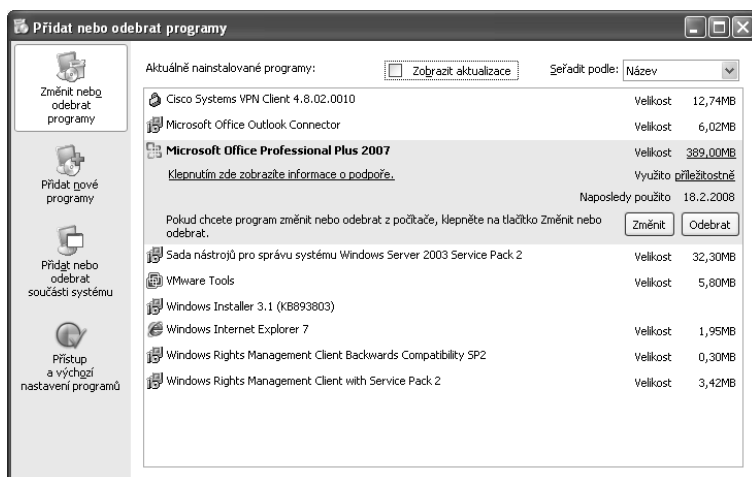 Přidat nebo odebrat programy
Změnit nebo
odebrat
programy
Přidat nové
programy
Přidat nebo
odebrat
součásti systému
Přístup
a výchozí
nastavení programů
Aktuálně nainstalované programy:
Zobrazit aktualizace
Seřadit podle:
Název
Cisco Systems VPN Client 4.8.02.0010 Velikost 12,74MB
Microsoft Office Outlook Connector Velikost 6,02MB
Microsoft Office Professional Plus 2007 Velikost 389,00MB
Klepnutím zde zobrazíte informace o podpoře. Využito příležitostně
Naposledy použito 18.2.2008
Pokud chcete program změnit nebo odebrat z počítače, klepněte na tlačítko Změnit nebo
odebrat.
Změnit
Odebrat
Sada nástrojů pro správu systému Windows Server 2003 Service Pack 2 Velikost 32,30MB
VMware Tools Velikost 5,80MB
Windows Installer 3.1 (KB893803)
Windows Internet Explorer 7 Velikost 1,95MB
Windows Rights Management Client Backwards Compatibility SP2 Velikost 0,30MB
Windows Rights Management Client with Service Pack 2 Velikost 3,42MB